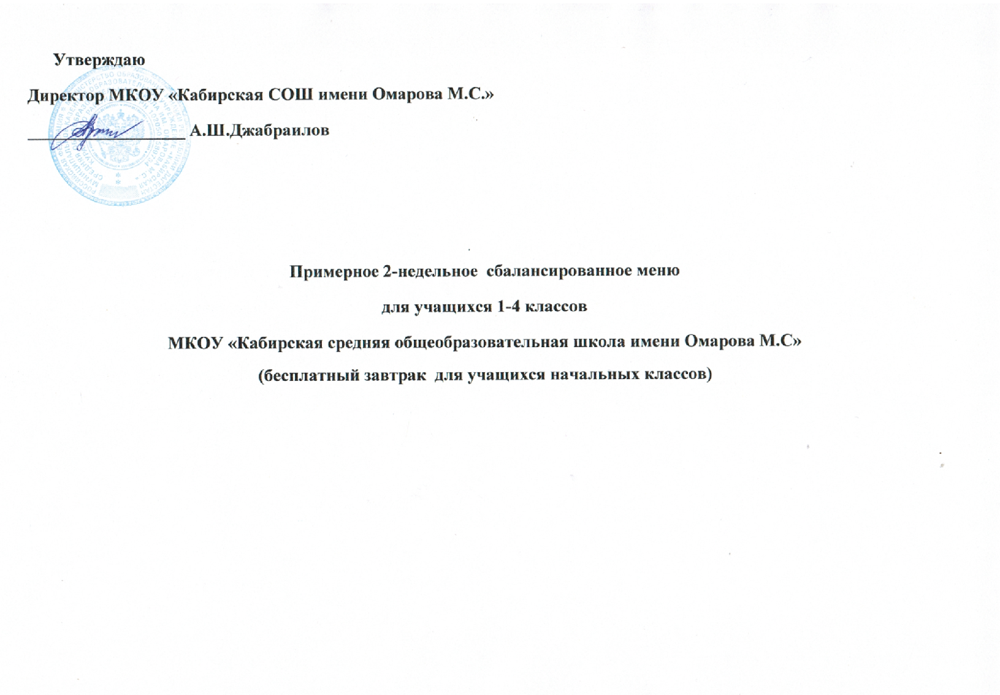 Утверждаю
Директор МКОУ «Кабирская СОШ имени Омарова М.С.»
__________________ А.Ш.Джабраилов
Примерное 2-недельное сбалансированное меню
для учащихся 1-4 классов
МКОУ «Кабирская средняя общеобразовательная школа имени Омарова М.С»
(бесплатный завтрак для учащихся начальных классов)